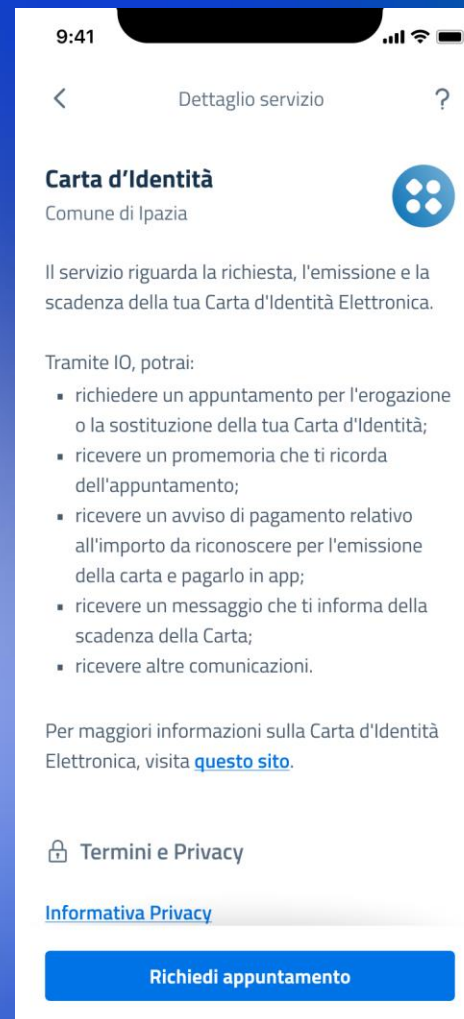 9:41
Dettaglio servizio
?
Carta d'Identità
Comune di Ipazia
Il servizio riguarda la richiesta, l'emissione e la
scadenza della tua Carta d'Identità Elettronica.
Tramite IO, potrai:
▪ richiedere un appuntamento per l'erogazione
o la sostituzione della tua Carta d'Identità;
▪ ricevere un promemoria che ti ricorda
dell'appuntamento;
▪ ricevere un avviso di pagamento relativo
all'importo da riconoscere per l'emissione
della carta e pagarlo in app;
▪ ricevere un messaggio che ti informa della
scadenza della Carta;
▪ ricevere altre comunicazioni.
Per maggiori informazioni sulla Carta d'Identità
Elettronica, visita questo sito.
Termini e Privacy
Informativa Privacy
Richiedi appuntamento